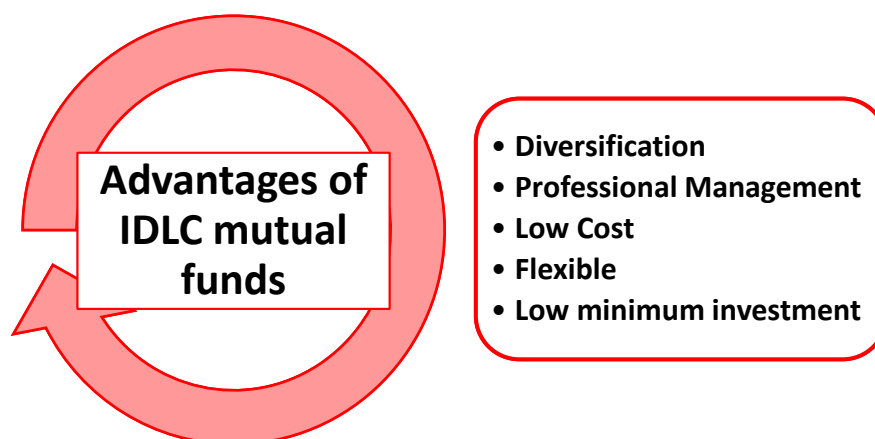 Advantages of
IDLC mutual
funds
• Diversification
• Professional Management
• Low Cost
• Flexible
• Low minimum investment